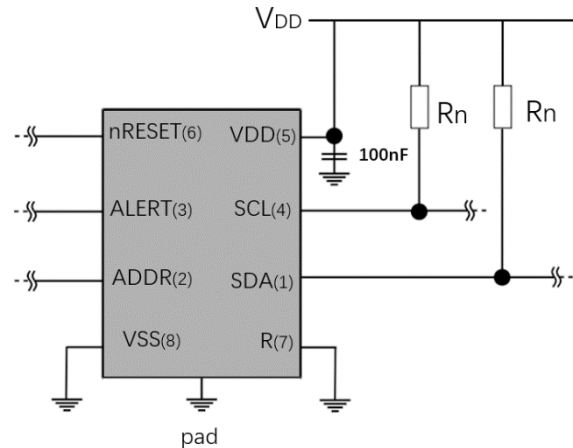 VDD
nRESET(6) VDD(5)
Rn Rn
100nF
ALERT(3) SCL(4)
ADDR(2) SDA(1)
VSS(8) R(7)
pad